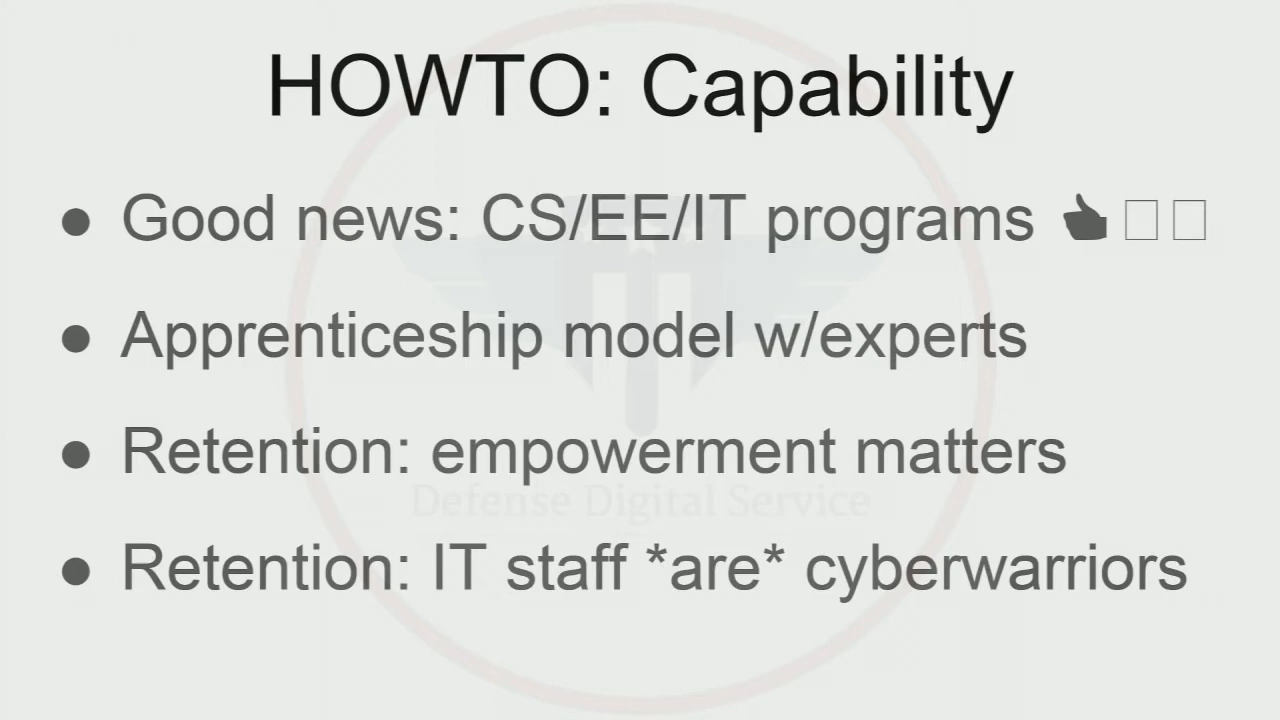 HOWTO: Capability
● Good news: CS/EE/IT programs 👍□□
● Apprenticeship model w/experts
● Retention: empowerment matters
Defense Digital Service
● Retention: IT staff *are* cyberwarriors